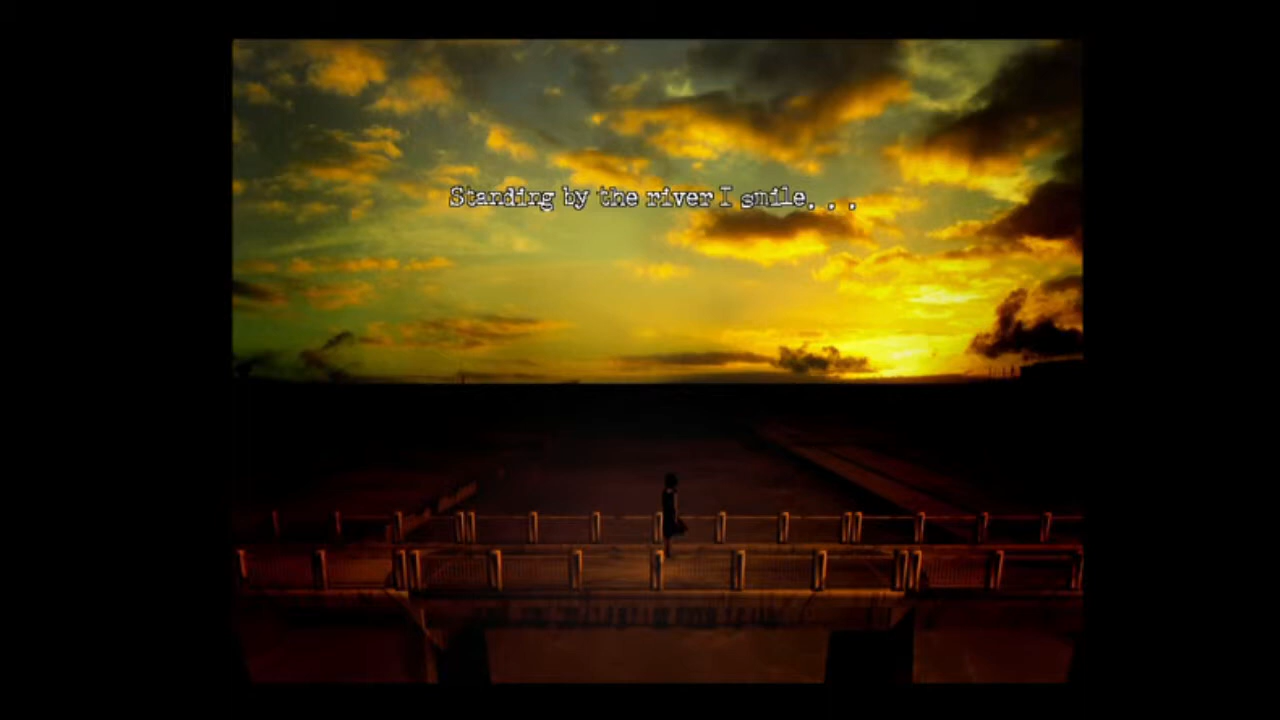 Standing by the river I smile. . .